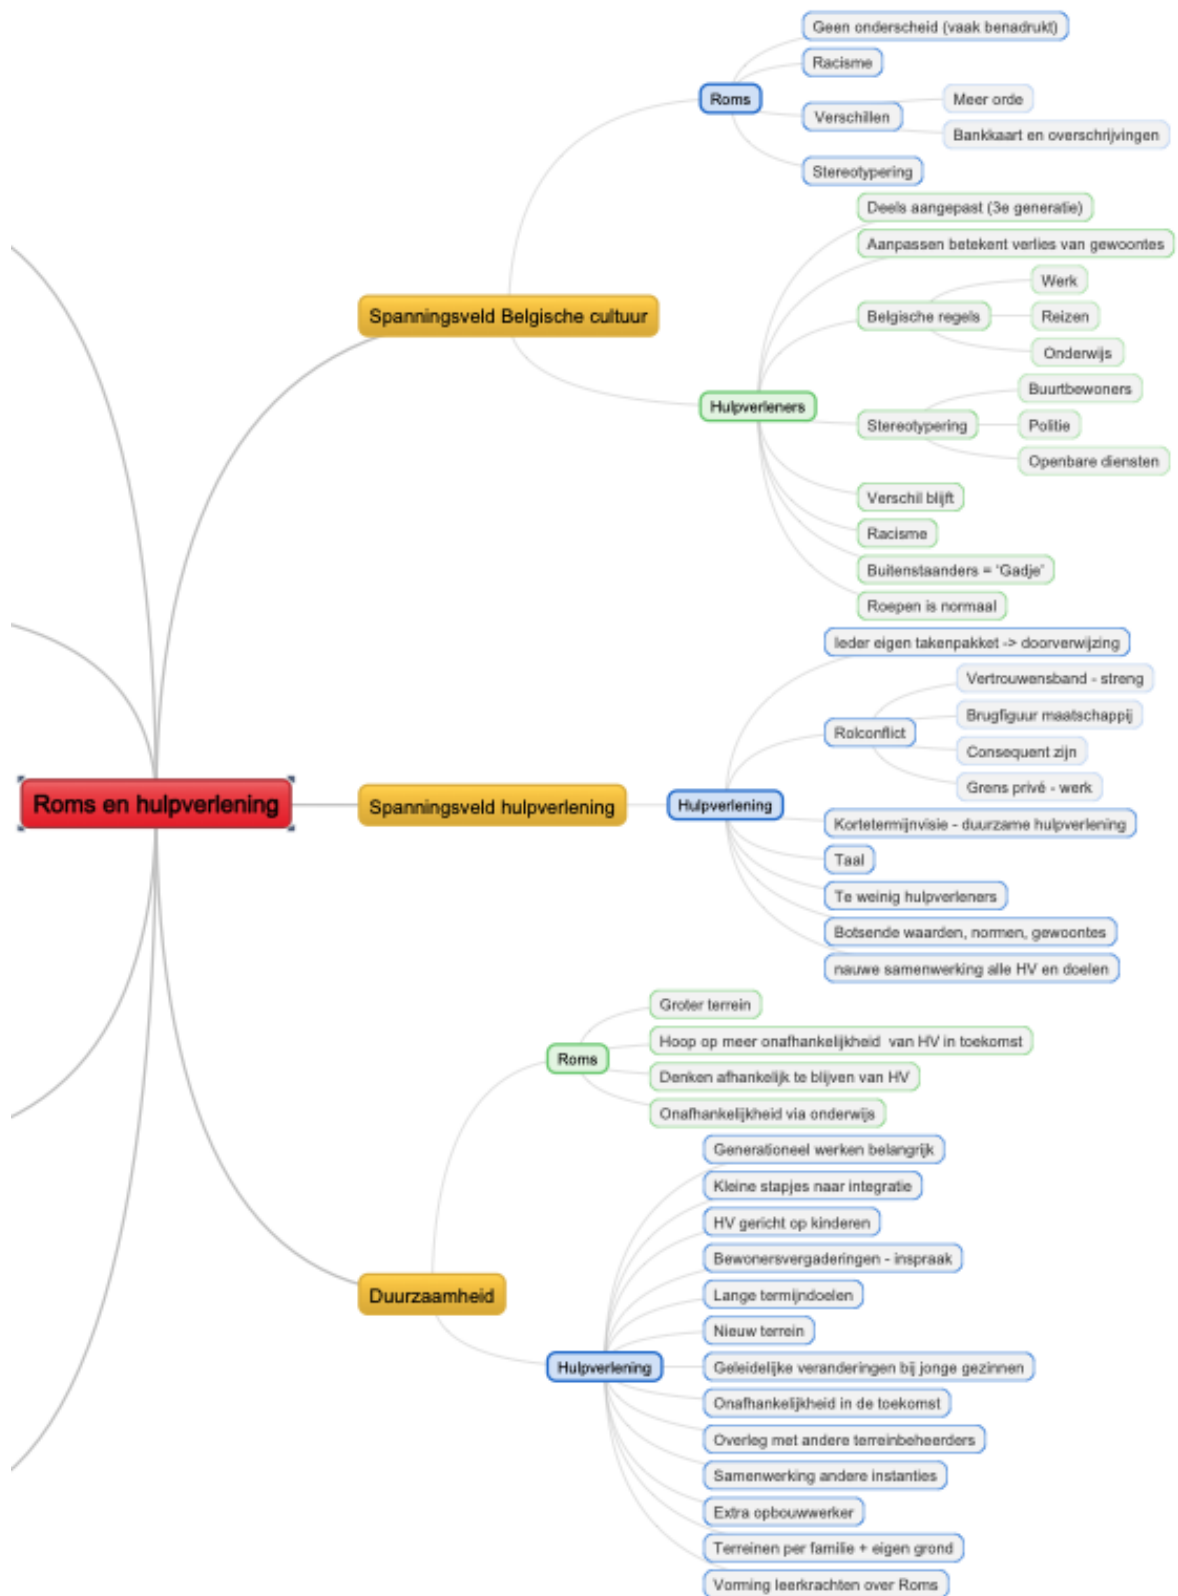 Geen onderscheid (vaak benadrukt)
Racisme
Roms
Verschillen
Meer orde
Bankkaart en overschrijvingen
Stereotypering
Spanningsveld Belgische cultuur
Deels aangepast (3e generatie)
Aanpassen betekent verlies van gewoontes
Belgische regels
Werk
Reizen
Onderwijs
Hulpverleners
Stereotypering
Buurtbewoners
Politie
Openbare diensten
Verschil blijft
Racisme
Buitenstaanders = 'Gadje'
Roepen is normaal
Roms en hulpverlening
Spanningsveld hulpverlening
Hulpverlening
Ieder eigen takenpakket -> doorverwijzing
Rolconflict
Vertrouwensband - streng
Brugfiguur maatschappij
Consequent zijn
Grens privé - werk
Kortetermijnvisie - duurzame hulpverlening
Taal
Te weinig hulpverleners
Botsende waarden, normen, gewoontes
nauwe samenwerking alle HV en doelen
Duurzaamheid
Roms
Groter terrein
Hoop op meer onafhankelijkheid van HV in toekomst
Denken afhankelijk te blijven van HV
Onafhankelijkheid via onderwijs
Hulpverlening
Generationeel werken belangrijk
Kleine stapjes naar integratie
HV gericht op kinderen
Bewonersvergaderingen - inspraak
Lange termijndoelen
Nieuw terrein
Geleidelijke veranderingen bij jonge gezinnen
Onafhankelijkheid in de toekomst
Overleg met andere terreinbeheerders
Samenwerking andere instanties
Extra opbouwwerker
Terreinen per familie + eigen grond
Vorming leerkrachten over Roms